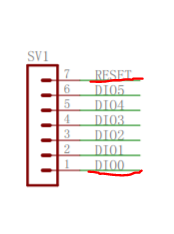 SV1
7 RESET
6 DIO5
5 DIO4
4 DIO3
3 DIO2
2 DIO1
1 DIO0